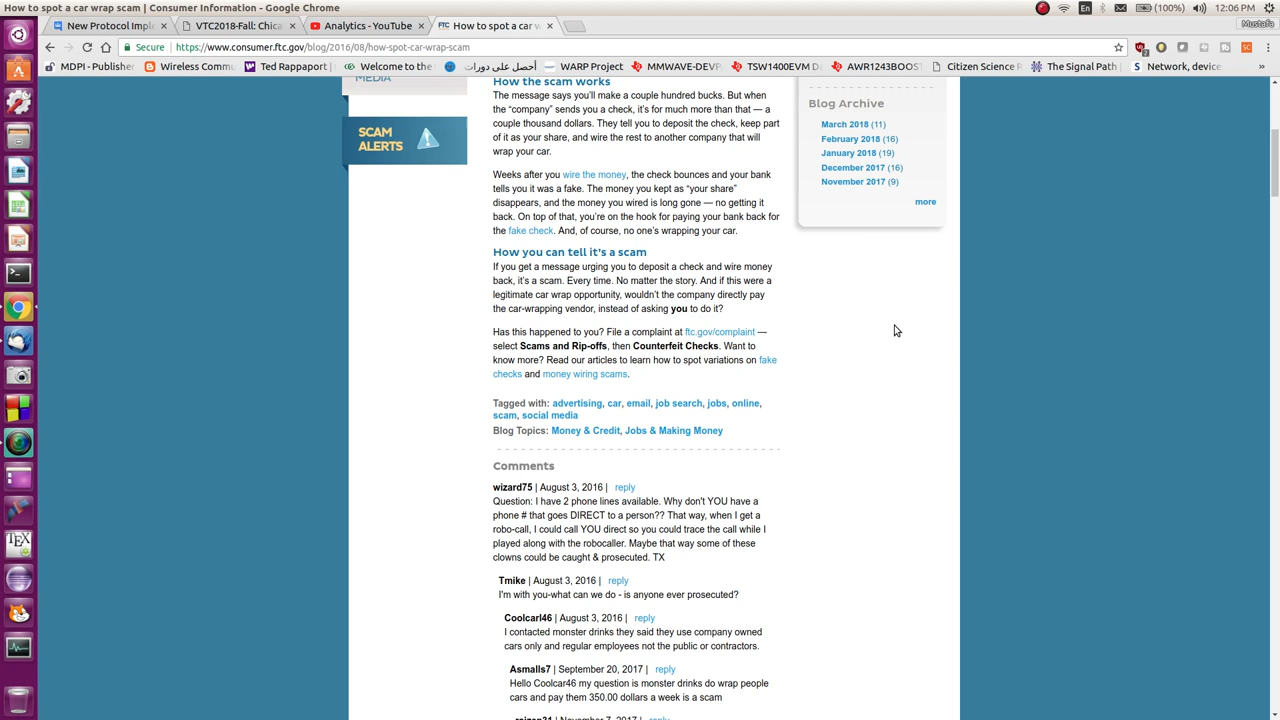 How to spot a car wrap scam | Consumer Information - Google Chrome
En
(100%)
12:06 PM
New Protocol Imple
VTC2018-Fall: Chica
Analytics - YouTube
How to spot a car w
Mustafa
Secure
https://www.consumer.ftc.gov/blog/2016/08/how-spot-car-wrap-scam
MDPI - Publisher
Wireless Commu
Ted Rappaport
Welcome to the
أحصل على دورات
WARP Project
MMWAVE-DEVP
TSW1400EVM D
AWR1243BOOST
Citizen Science R
The Signal Path
Network, device
MEDIA
SCAM
ALERTS
How the scam works
The message says you'll make a couple hundred bucks. But when
the “company” sends you a check, it's for much more than that — a
couple thousand dollars. They tell you to deposit the check, keep part
of it as your share, and wire the rest to another company that will
wrap your car.
Weeks after you wire the money, the check bounces and your bank
tells you it was a fake. The money you kept as “your share”
disappears, and the money you wired is long gone — no getting it
back. On top of that, you're on the hook for paying your bank back for
the fake check. And, of course, no one's wrapping your car.
How you can tell it's a scam
If you get a message urging you to deposit a check and wire money
back, it's a scam. Every time. No matter the story. And if this were a
legitimate car wrap opportunity, wouldn't the company directly pay
the car-wrapping vendor, instead of asking you to do it?
Has this happened to you? File a complaint at ftc.gov/complaint —
select Scams and Rip-offs, then Counterfeit Checks. Want to
know more? Read our articles to learn how to spot variations on fake
checks and money wiring scams.
Tagged with: advertising, car, email, job search, jobs, online,
scam, social media
Blog Topics: Money & Credit, Jobs & Making Money
Comments
wizard75 | August 3, 2016 | reply
Question: I have 2 phone lines available. Why don't YOU have a
phone # that goes DIRECT to a person?? That way, when I get a
robo-call, I could call YOU direct so you could trace the call while I
played along with the robocaller. Maybe that way some of these
clowns could be caught & prosecuted. TX
Tmike | August 3, 2016 | reply
I'm with you-what can we do - is anyone ever prosecuted?
Coolcarl46 | August 3, 2016 | reply
I contacted monster drinks they said they use company owned
cars only and regular employees not the public or contractors.
Asmalls7 | September 20, 2017 | reply
Hello Coolcar46 my question is monster drinks do wrap people
cars and pay them 350.00 dollars a week is a scam
Blog Archive
March 2018 (11)
February 2018 (16)
January 2018 (19)
December 2017 (16)
November 2017 (9)
more